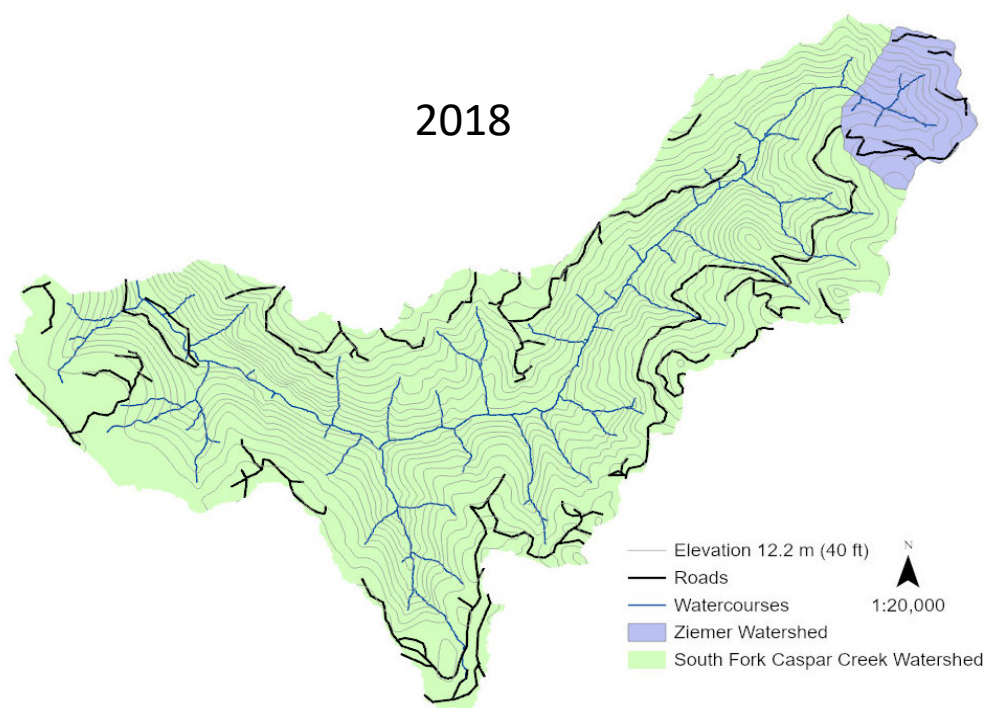 2018
Elevation 12.2 m (40 ft)
Roads
Watercourses
Ziemer Watershed
South Fork Caspar Creek Watershed
N
1:20,000